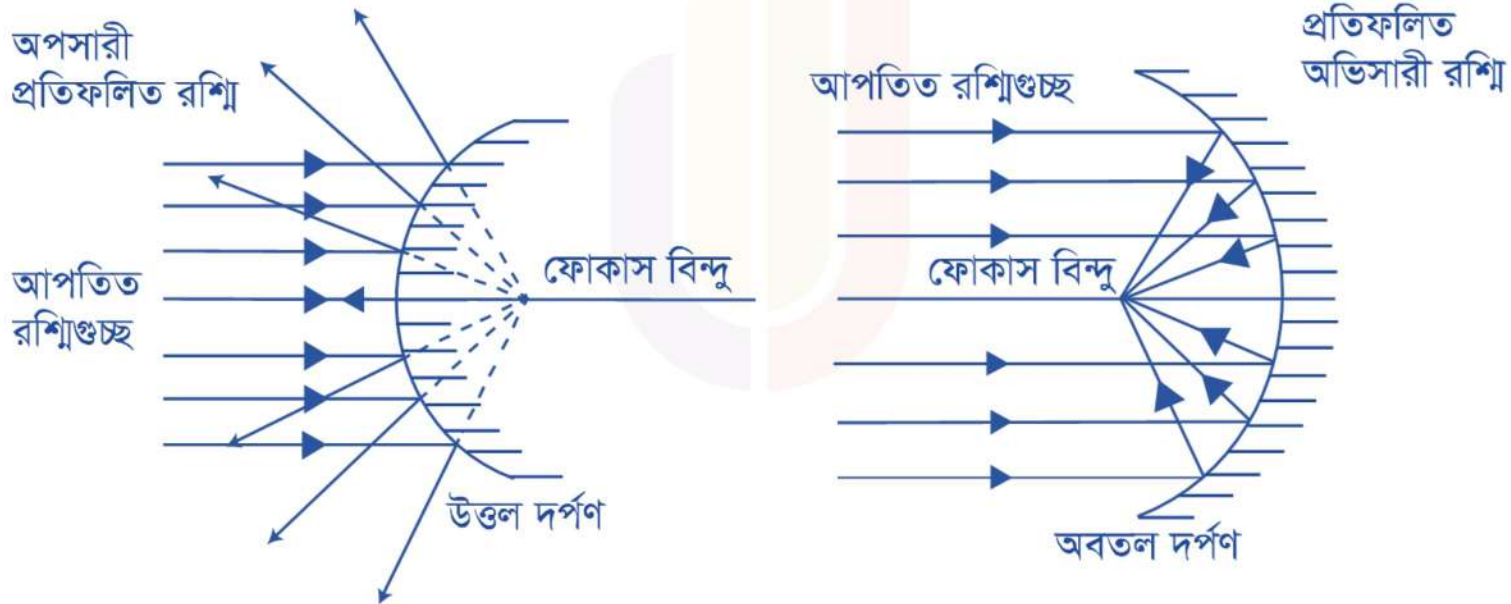 অপসারী
প্রতিফলিত রশ্মি
আপতিত
রশ্মিগুচ্ছ
ফোকাস বিন্দু
উত্তল দর্পণ
আপতিত রশ্মিগুচ্ছ
প্রতিফলিত
অভিসারী রশ্মি
ফোকাস বিন্দু
অবতল দর্পণ